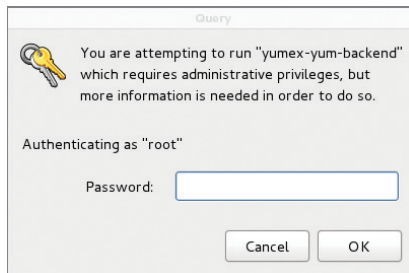 Query
You are attempting to run "yumex-yum-backend"
which requires administrative privileges, but
more information is needed in order to do so.
Authenticating as "root"
Password:
Cancel
OK